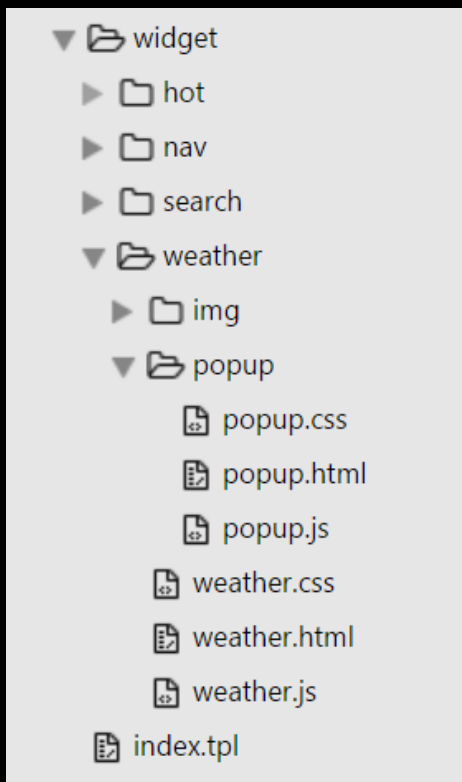 widget
hot
nav
search
weather
img
popup
popup.css
popup.html
popup.js
weather.css
weather.html
weather.js
index.tpl